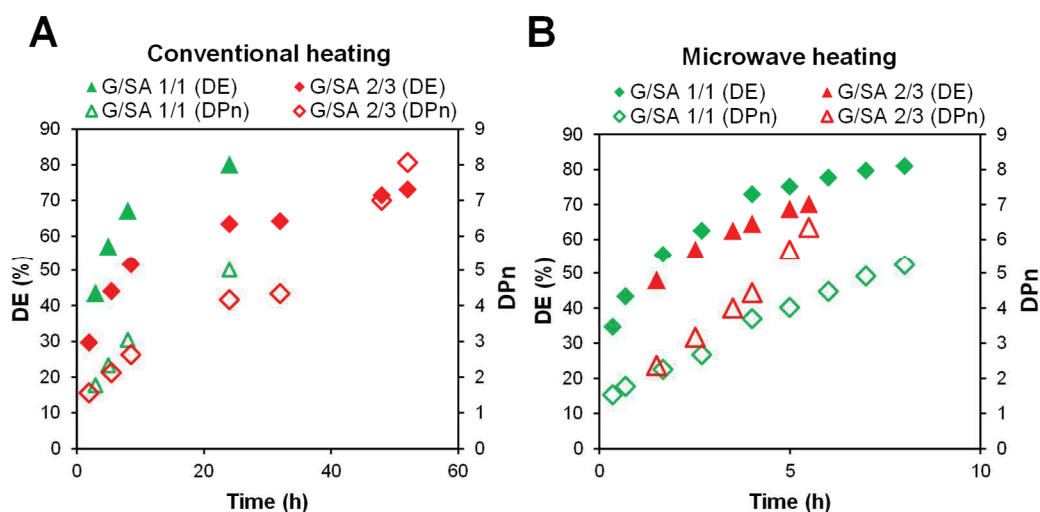 A
Conventional heating
G/SA 1/1 (DE) G/SA 2/3 (DE)
G/SA 1/1 (DPn) G/SA 2/3 (DPn)
90 9
80 8
70 7
60 6
50 5
40 4
30 3
20 2
10 1
0 0
DE (%)
DPn
0 20 40 60
Time (h)
B
Microwave heating
G/SA 1/1 (DE) G/SA 2/3 (DE)
G/SA 1/1 (DPn) G/SA 2/3 (DPn)
90 9
80 8
70 7
60 6
50 5
40 4
30 3
20 2
10 1
0 0
DE (%)
DPn
0 5 10
Time (h)